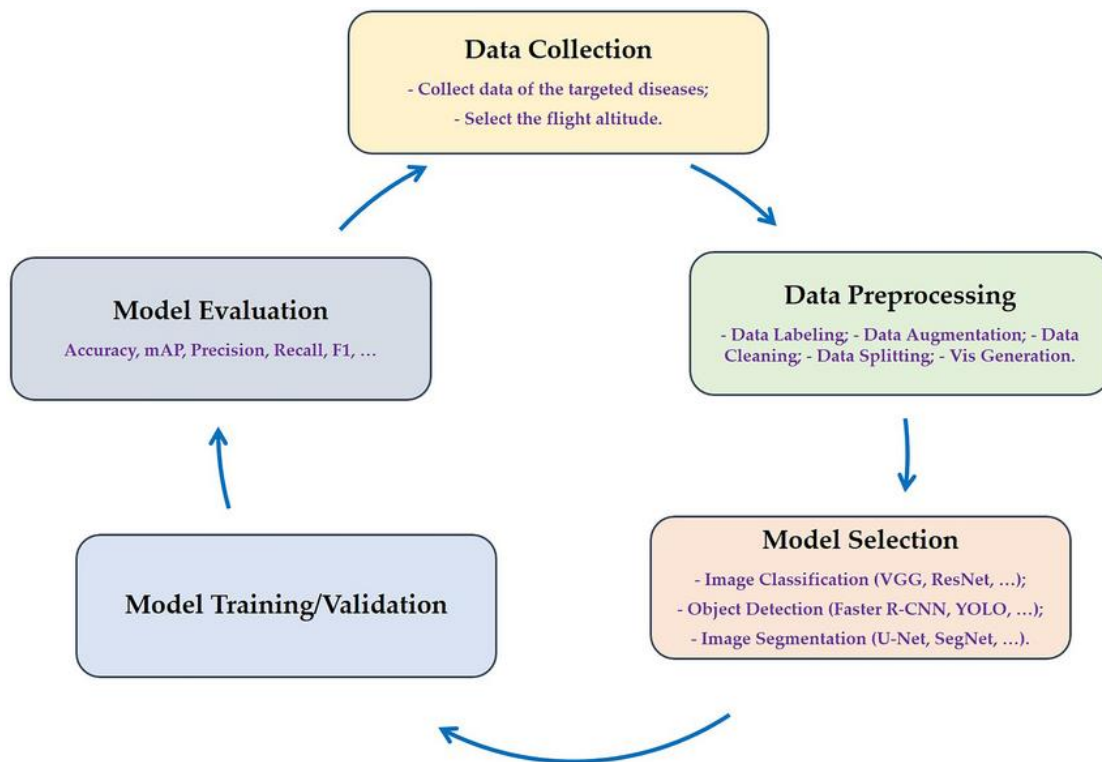 Data Collection
- Collect data of the targeted diseases;
- Select the flight altitude.
Data Preprocessing
- Data Labeling; - Data Augmentation; - Data
Cleaning; - Data Splitting; - Vis Generation.
Model Selection
- Image Classification (VGG, ResNet, …);
- Object Detection (Faster R-CNN, YOLO, …);
- Image Segmentation (U-Net, SegNet, …).
Model Training/Validation
Model Evaluation
Accuracy, mAP, Precision, Recall, F1, …